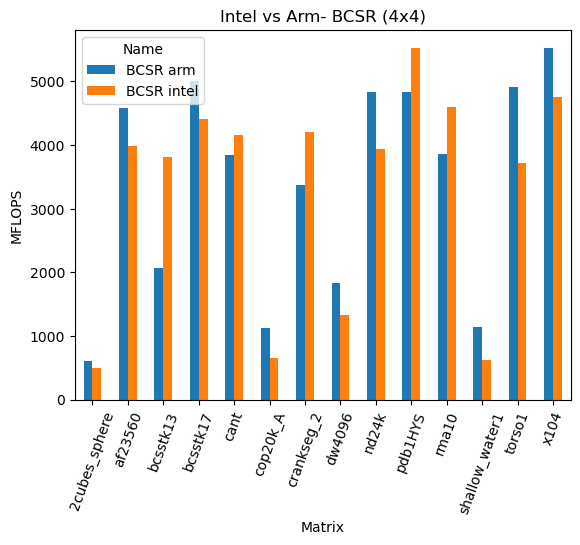 Intel vs Arm- BCSR (4x4)
Name
BCSR arm
BCSR intel
MFLOPS
5000
4000
3000
2000
1000
0
2cubes_sphere
af23560
bcsstk13
bcsstk17
cant
cop20k_A
crankseg_2
dw4096
nd24k
pdb1HYS
rma10
shallow_water1
torso1
x104
Matrix